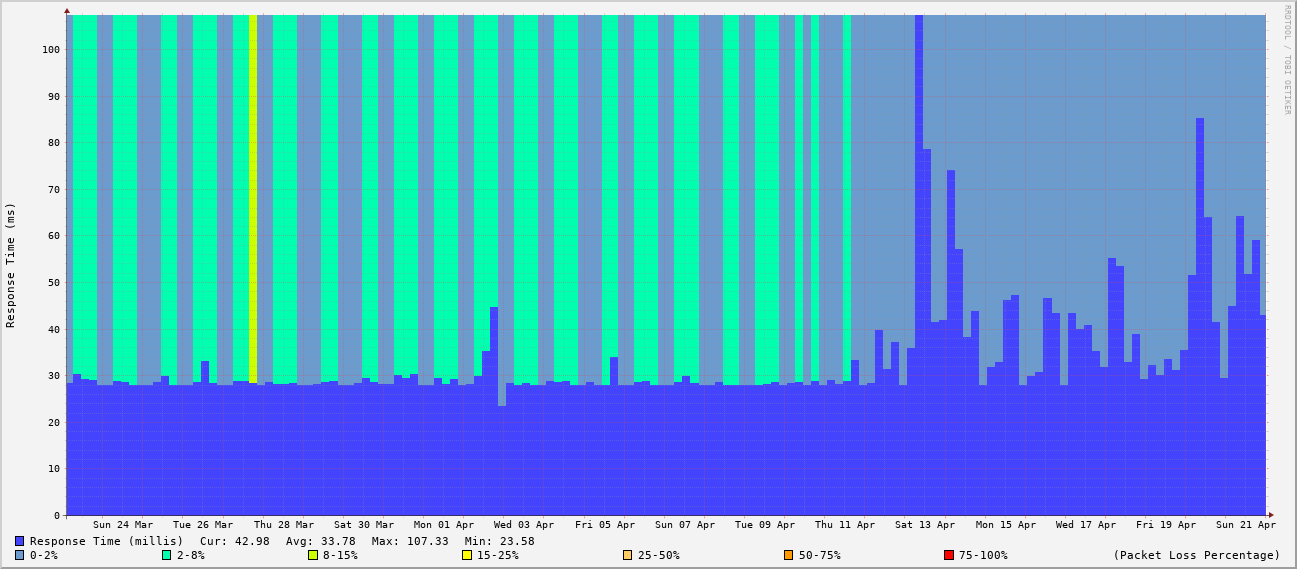 RRDTOOL / TOBI OETIKER
Response Time (ms)
100
90
80
70
60
50
40
30
20
10
0
Sun 24 Mar Tue 26 Mar Thu 28 Mar Sat 30 Mar Mon 01 Apr Wed 03 Apr Fri 05 Apr Sun 07 Apr Tue 09 Apr Thu 11 Apr Sat 13 Apr Mon 15 Apr Wed 17 Apr Fri 19 Apr Sun 21 Apr
Response Time (millis) Cur: 42.98 Avg: 33.78 Max: 107.33 Min: 23.58
0-2% 2-8% 8-15% 15-25% 25-50% 50-75% 75-100% (Packet Loss Percentage)